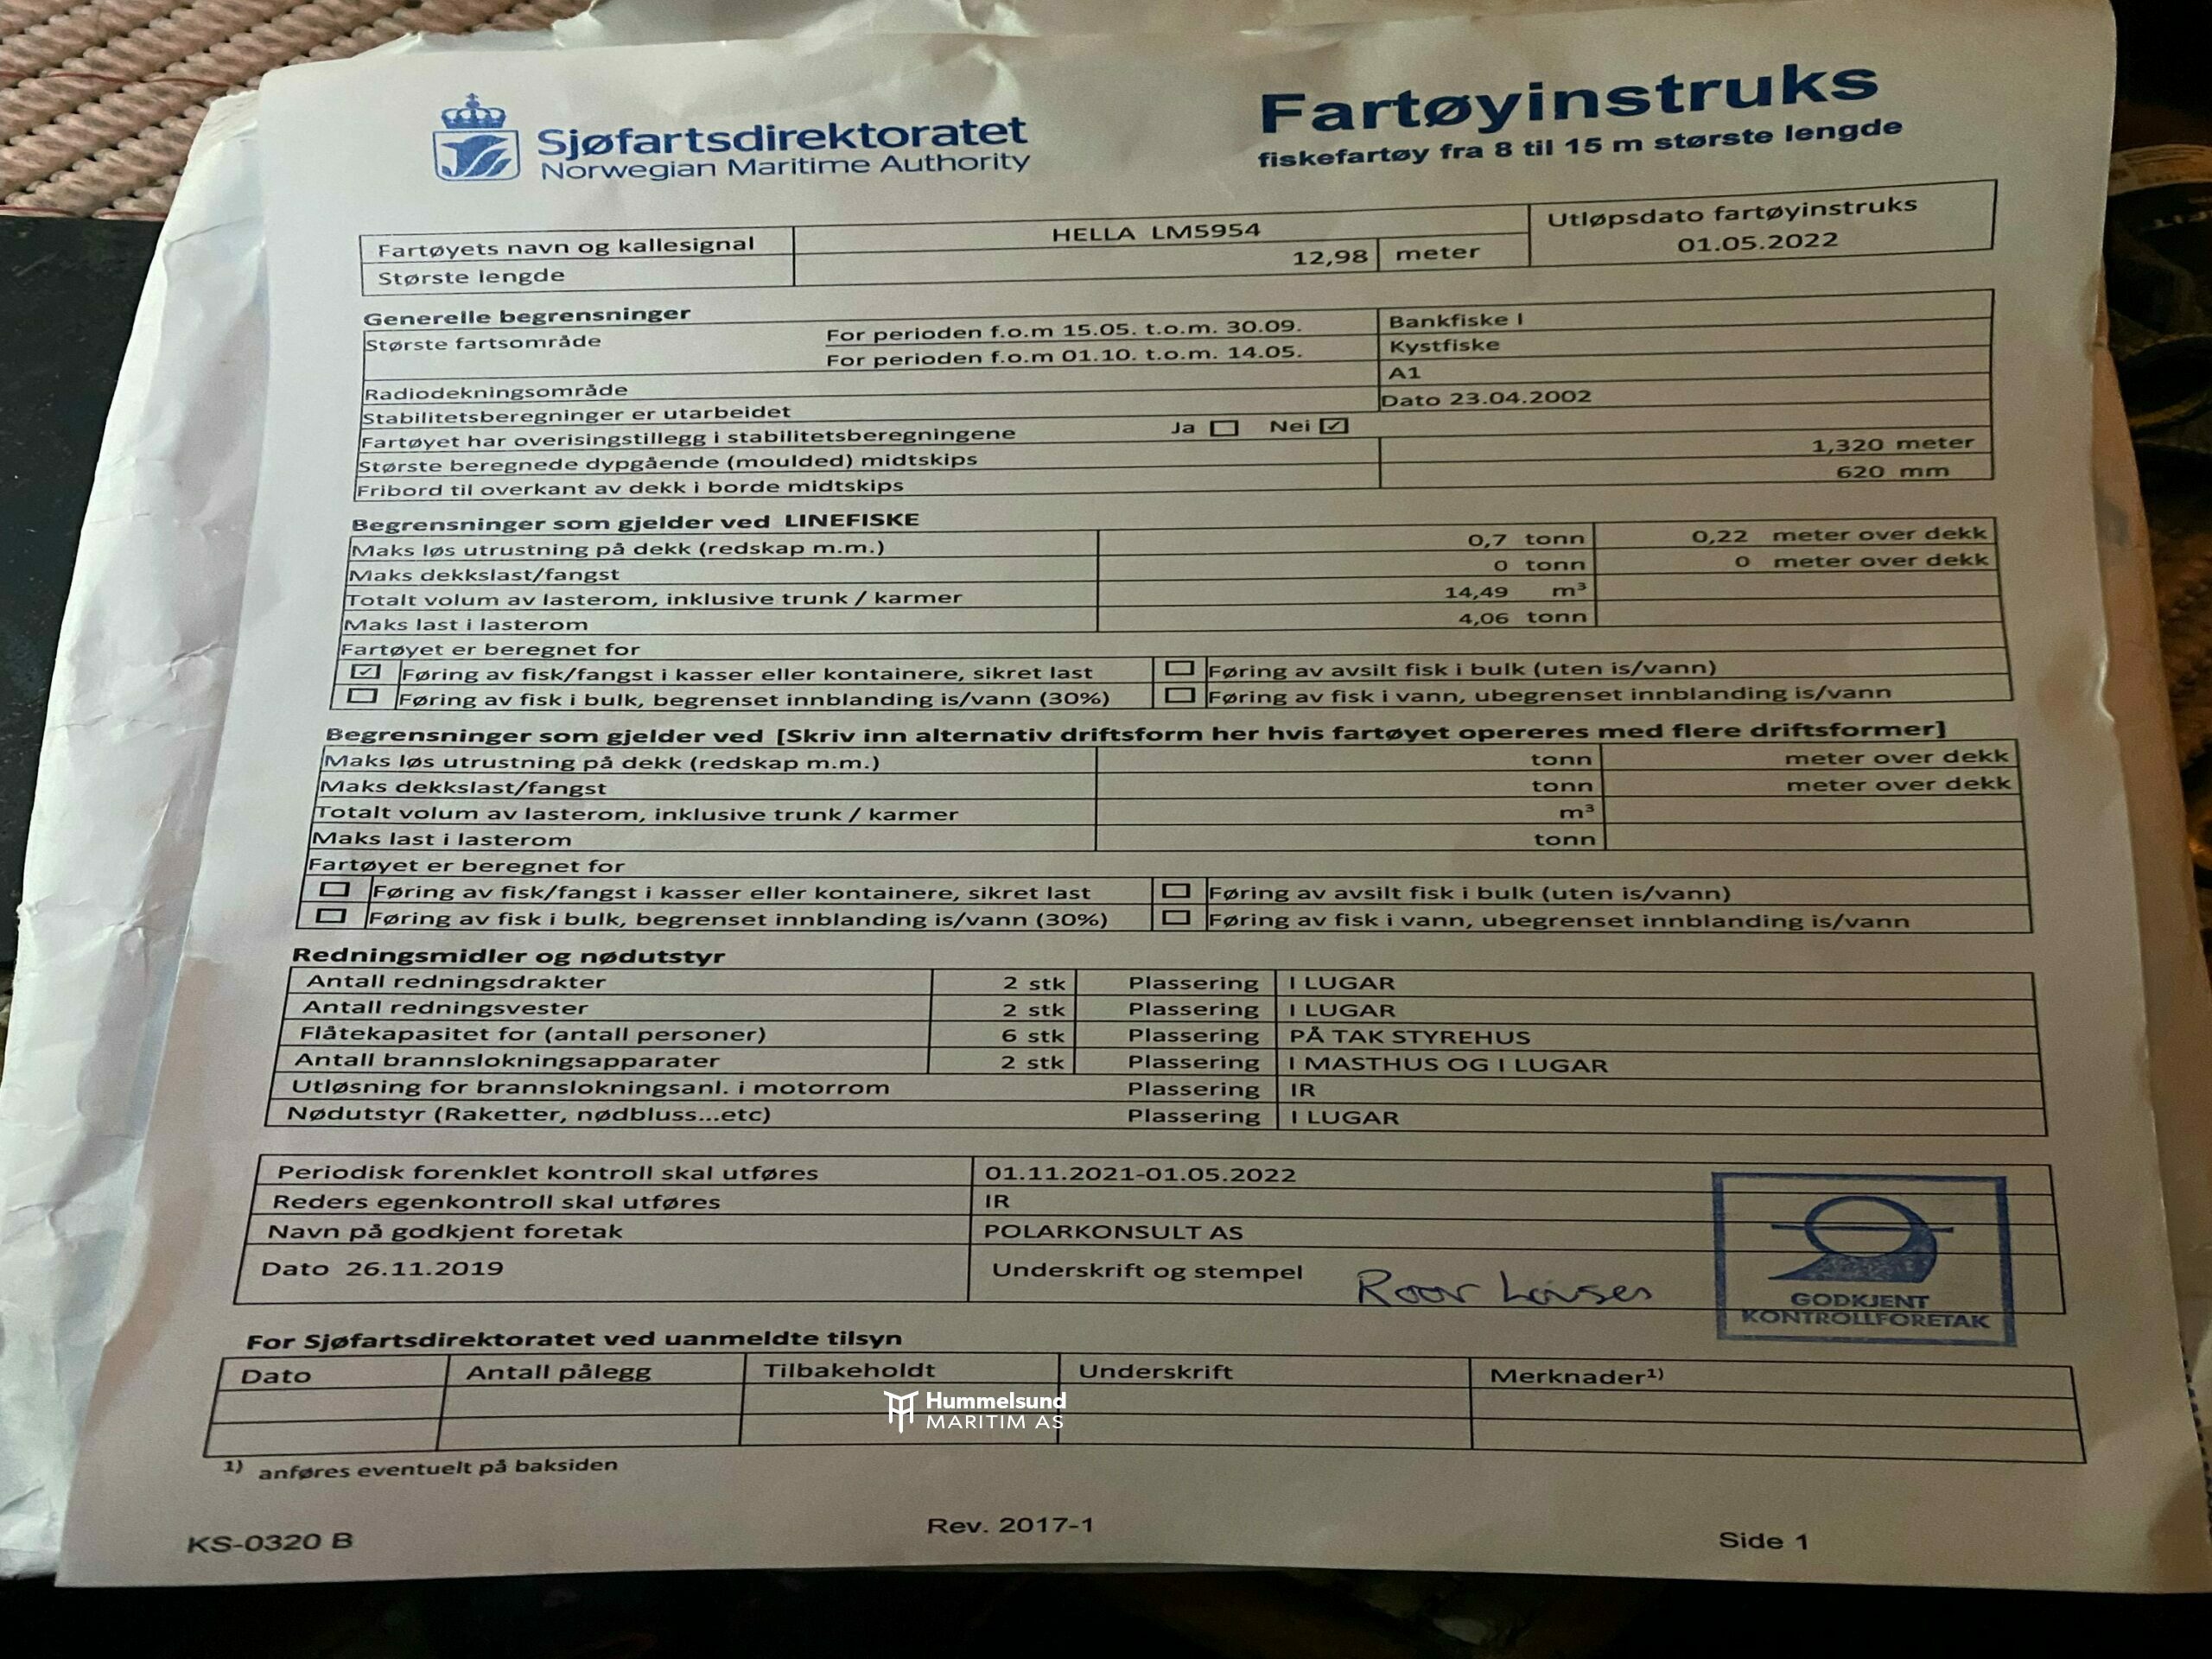 Sjøfartsdirektoratet
Norwegian Maritime Authority
Fartøyinstruks
fiskefartøy fra 8 til 15 m største lengde
Fartøyets navn og kallesignal HELLA LM5954
Største lengde 12,98 meter
Utløpsdato fartøyinstruks
01.05.2022
Generelle begrensninger
Største fartsområde For perioden f.o.m 15.05. t.o.m. 30.09. Bankfiske I
For perioden f.o.m 01.10. t.o.m. 14.05. Kystfiske
Radiodekningsområde A1
Stabilitetsberegninger er utarbeidet Dato 23.04.2002
Fartøyet har overisingstillegg i stabilitetsberegningene Ja ☐ Nei ☑
Største beregnede dypgående (moulded) midtskips 1,320 meter
Fribord til overkant av dekk i borde midtskips 620 mm
Begrensninger som gjelder ved LINEFISKE
Maks løs utrustning på dekk (redskap m.m.) 0,7 tonn 0,22 meter over dekk
Maks dekkslast/fangst 0 tonn 0 meter over dekk
Totalt volum av lasterom, inklusive trunk / karmer 14,49 m³
Maks last i lasterom 4,06 tonn
Fartøyet er beregnet for
☑ Føring av fisk/fangst i kasser eller kontainere, sikret last ☐ Føring av avsilt fisk i bulk (uten is/vann)
☐ Føring av fisk i bulk, begrenset innblanding is/vann (30%) ☐ Føring av fisk i vann, ubegrenset innblanding is/vann
Begrensninger som gjelder ved [Skriv inn alternativ driftsform her hvis fartøyet opereres med flere driftsformer]
Maks løs utrustning på dekk (redskap m.m.) tonn meter over dekk
Maks dekkslast/fangst tonn meter over dekk
Totalt volum av lasterom, inklusive trunk / karmer m³
Maks last i lasterom tonn
Fartøyet er beregnet for
☐ Føring av fisk/fangst i kasser eller kontainere, sikret last ☐ Føring av avsilt fisk i bulk (uten is/vann)
☐ Føring av fisk i bulk, begrenset innblanding is/vann (30%) ☐ Føring av fisk i vann, ubegrenset innblanding is/vann
Redningsmidler og nødutstyr
Antall redningsdrakter 2 stk Plassering I LUGAR
Antall redningsvester 2 stk Plassering I LUGAR
Flåtekapasitet for (antall personer) 6 stk Plassering PÅ TAK STYREHUS
Antall brannslokningsapparater 2 stk Plassering I MASTHUS OG I LUGAR
Utløsning for brannslokningsanl. i motorrom Plassering IR
Nødutstyr (Raketter, nødbluss...etc) Plassering I LUGAR
Periodisk forenklet kontroll skal utføres 01.11.2021-01.05.2022
Reders egenkontroll skal utføres IR
Navn på godkjent foretak POLARKONSULT AS
Dato 26.11.2019 Underskrift og stempel Roar
GODKJENT
KONTROLLFORETAK
For Sjøfartsdirektoratet ved uanmeldte tilsyn
Dato Antall pålegg Tilbakeholdt Underskrift Merknader¹⁾
Hummelsund
MARITIM AS
¹⁾ anføres eventuelt på baksiden
KS-0320 B Rev. 2017-1 Side 1